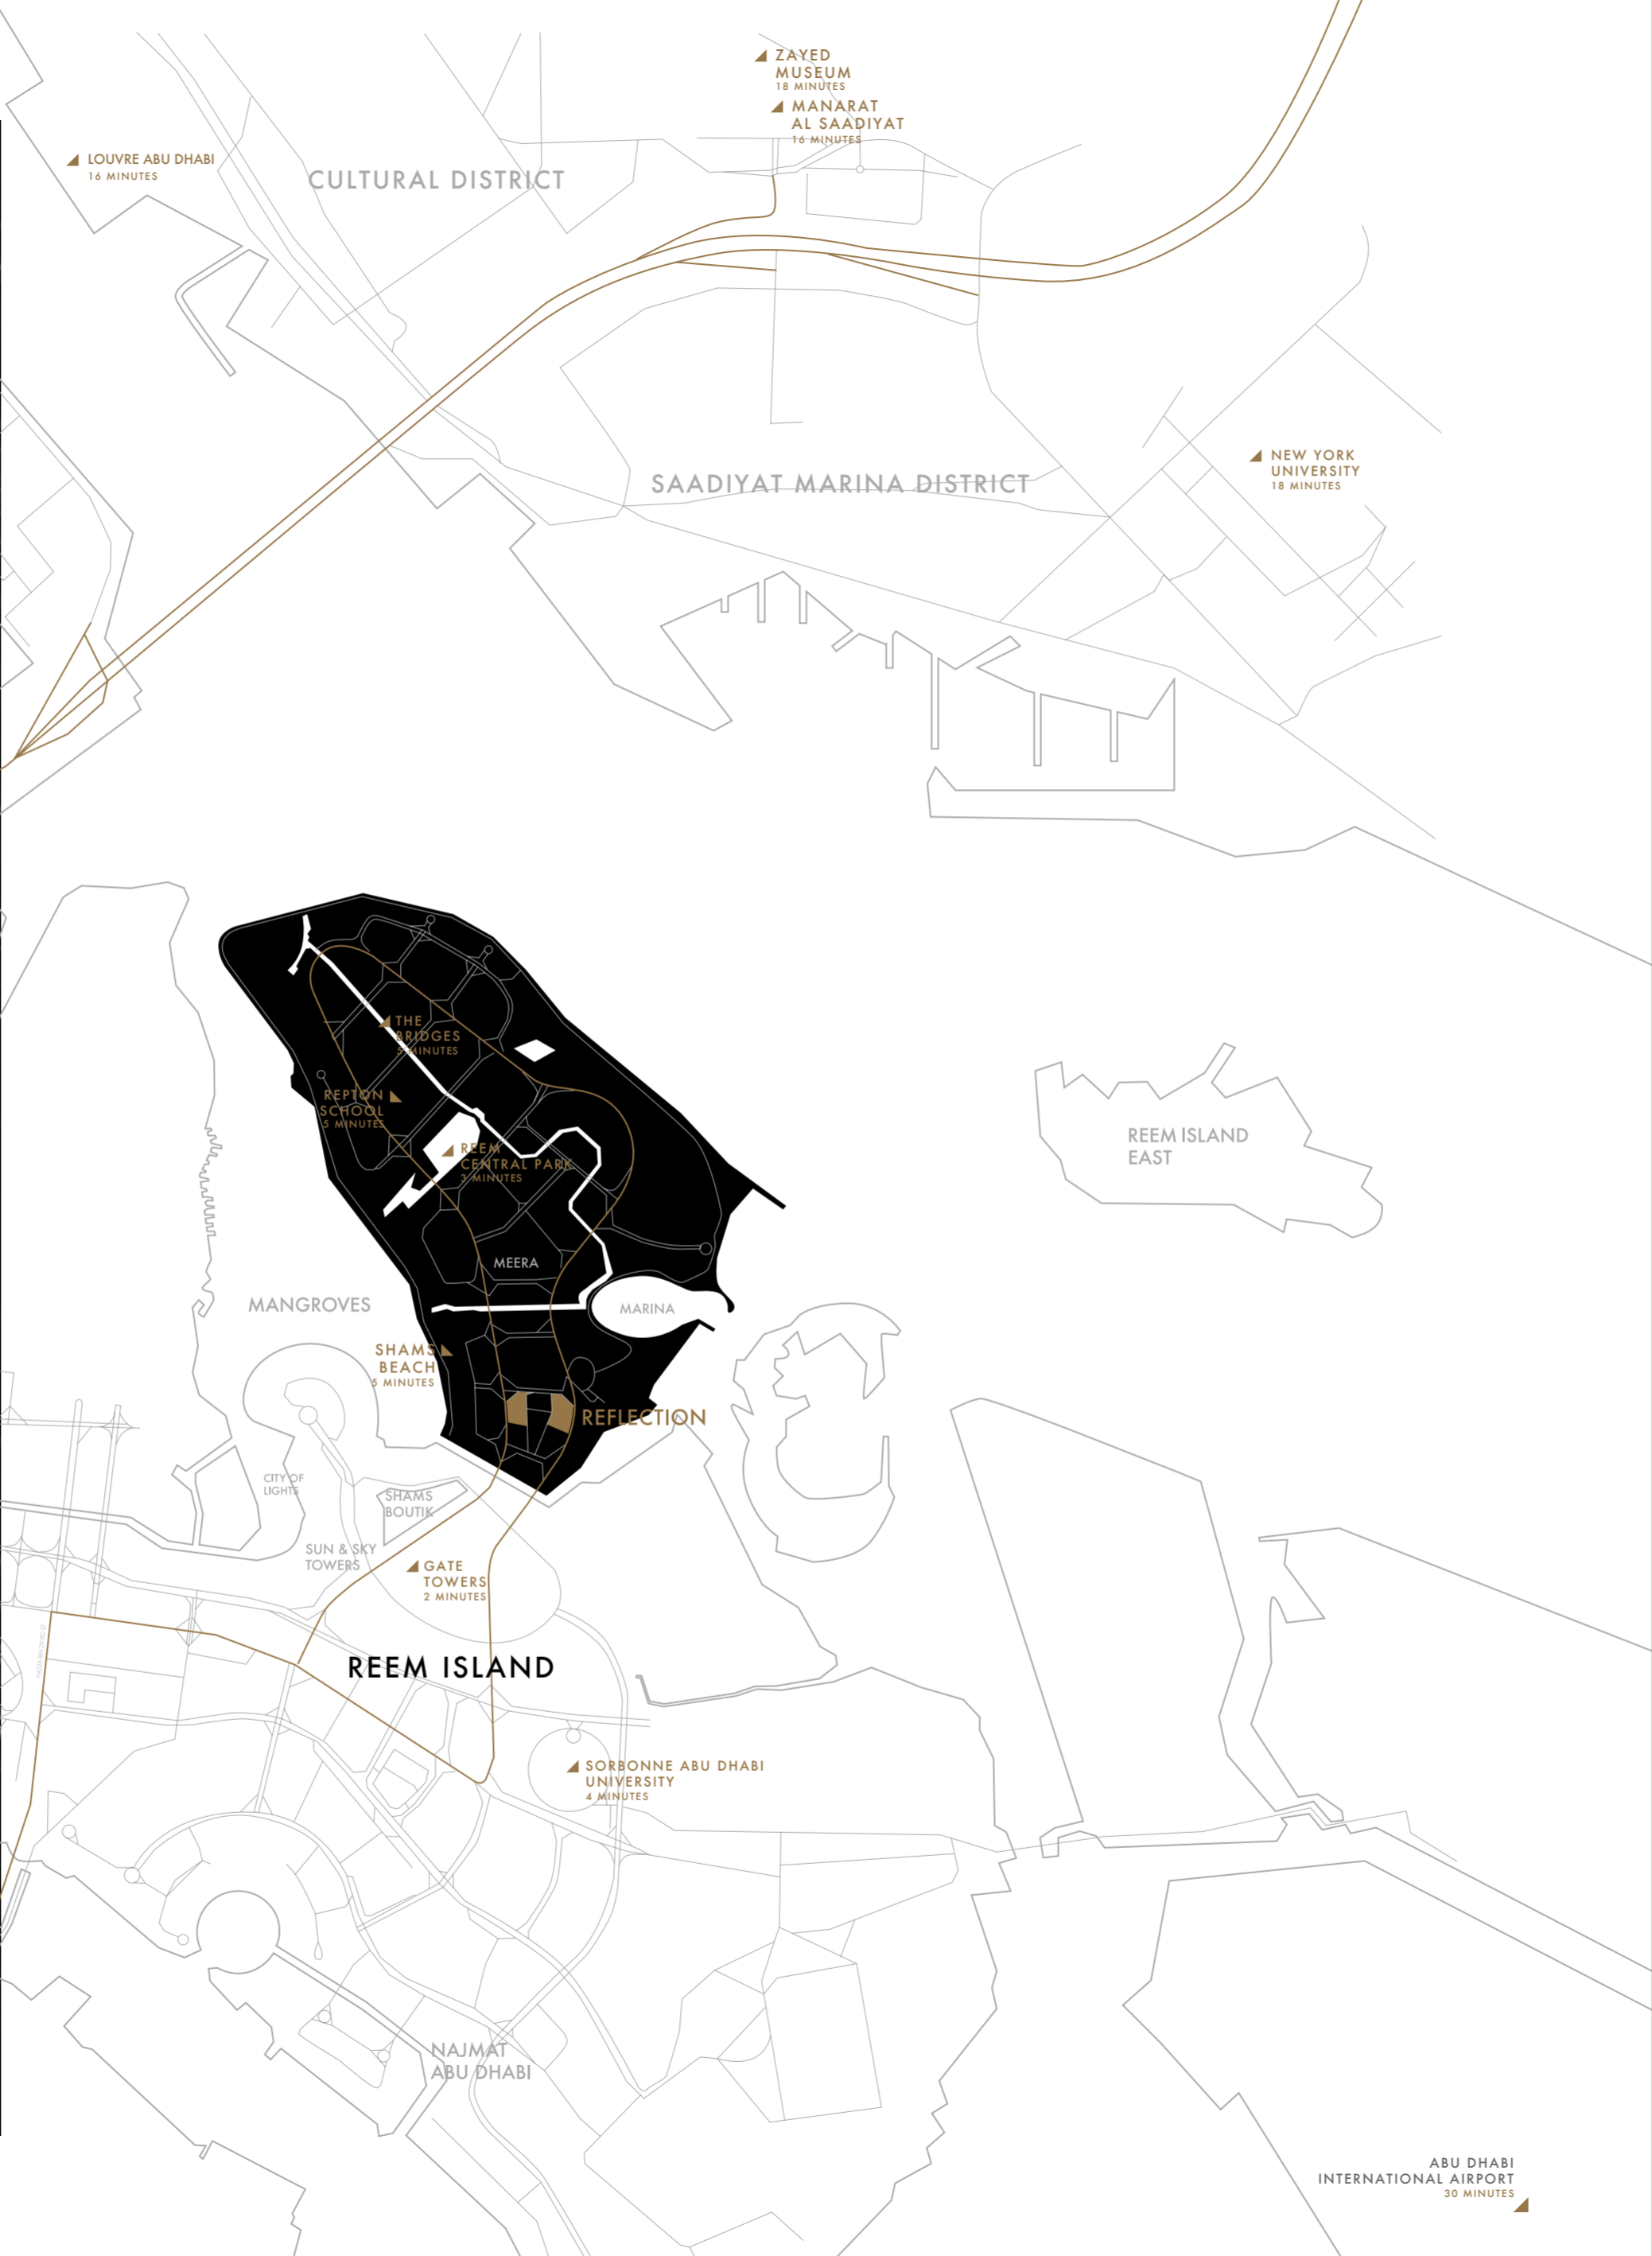 ZAYED
MUSEUM
18 MINUTES
MANARAT
AL SAADIYAT
16 MINUTES
LOUVRE ABU DHABI
16 MINUTES
CULTURAL DISTRICT
NEW YORK
UNIVERSITY
18 MINUTES
SAADIYAT MARINA DISTRICT
THE
BRIDGES
5 MINUTES
REPTON
SCHOOL
5 MINUTES
REEM
CENTRAL PARK
3 MINUTES
REEM ISLAND
EAST
MEERA
MANGROVES
MARINA
SHAMS
BEACH
5 MINUTES
REFLECTION
CITY OF
LIGHTS
SHAMS
BOUTIK
SUN & SKY
TOWERS
GATE
TOWERS
2 MINUTES
REEM ISLAND
SORBONNE ABU DHABI
UNIVERSITY
4 MINUTES
NAJMAT
ABU DHABI
ABU DHABI
INTERNATIONAL AIRPORT
30 MINUTES